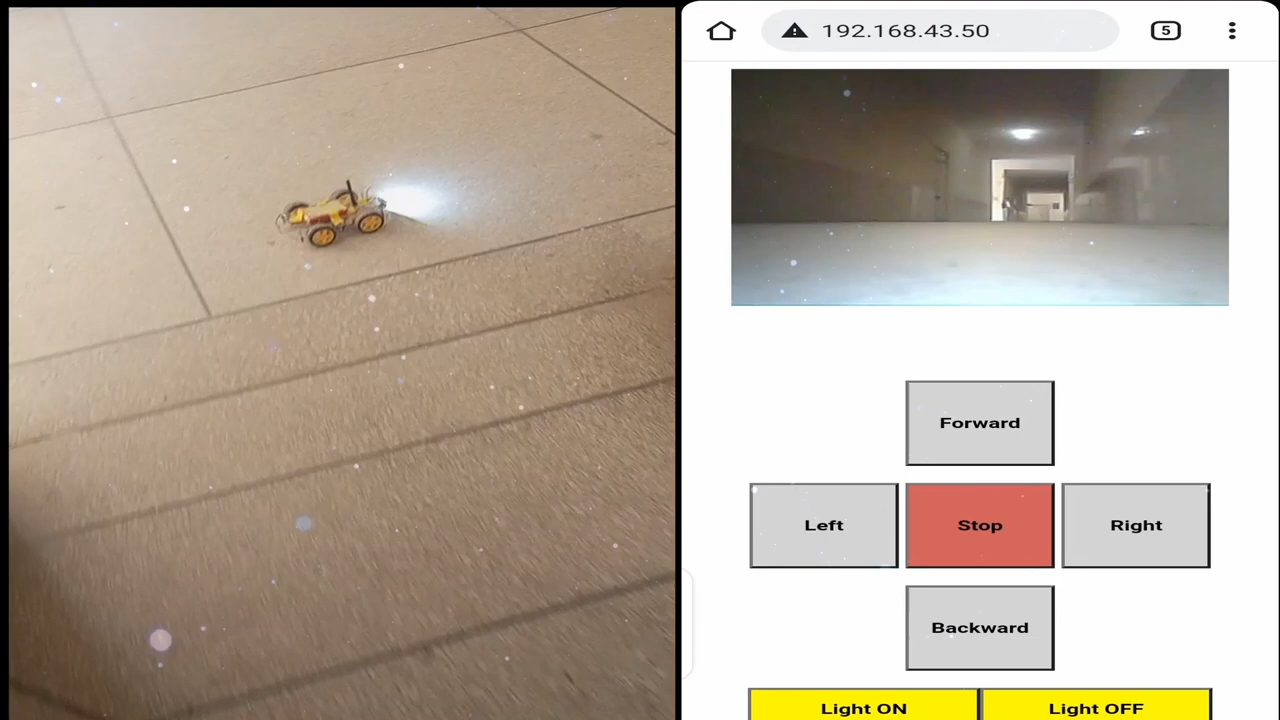 192.168.43.50
5
Forward
Left
Stop
Right
Backward
Light ON
Light OFF